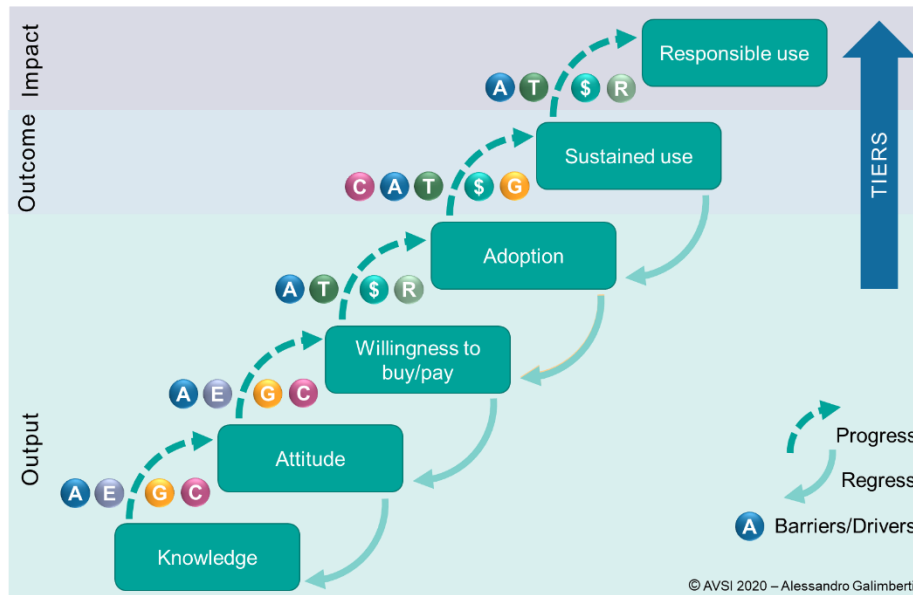 Impact
Responsible use
A T $ R
Outcome
Sustained use
TIERS
C A T $ G
Adoption
A T $ R
Willingness to
buy/pay
A E G C
Output
Attitude
Progress
Regress
A E G C
A Barriers/Drivers
Knowledge
© AVSI 2020 – Alessandro Galimberti